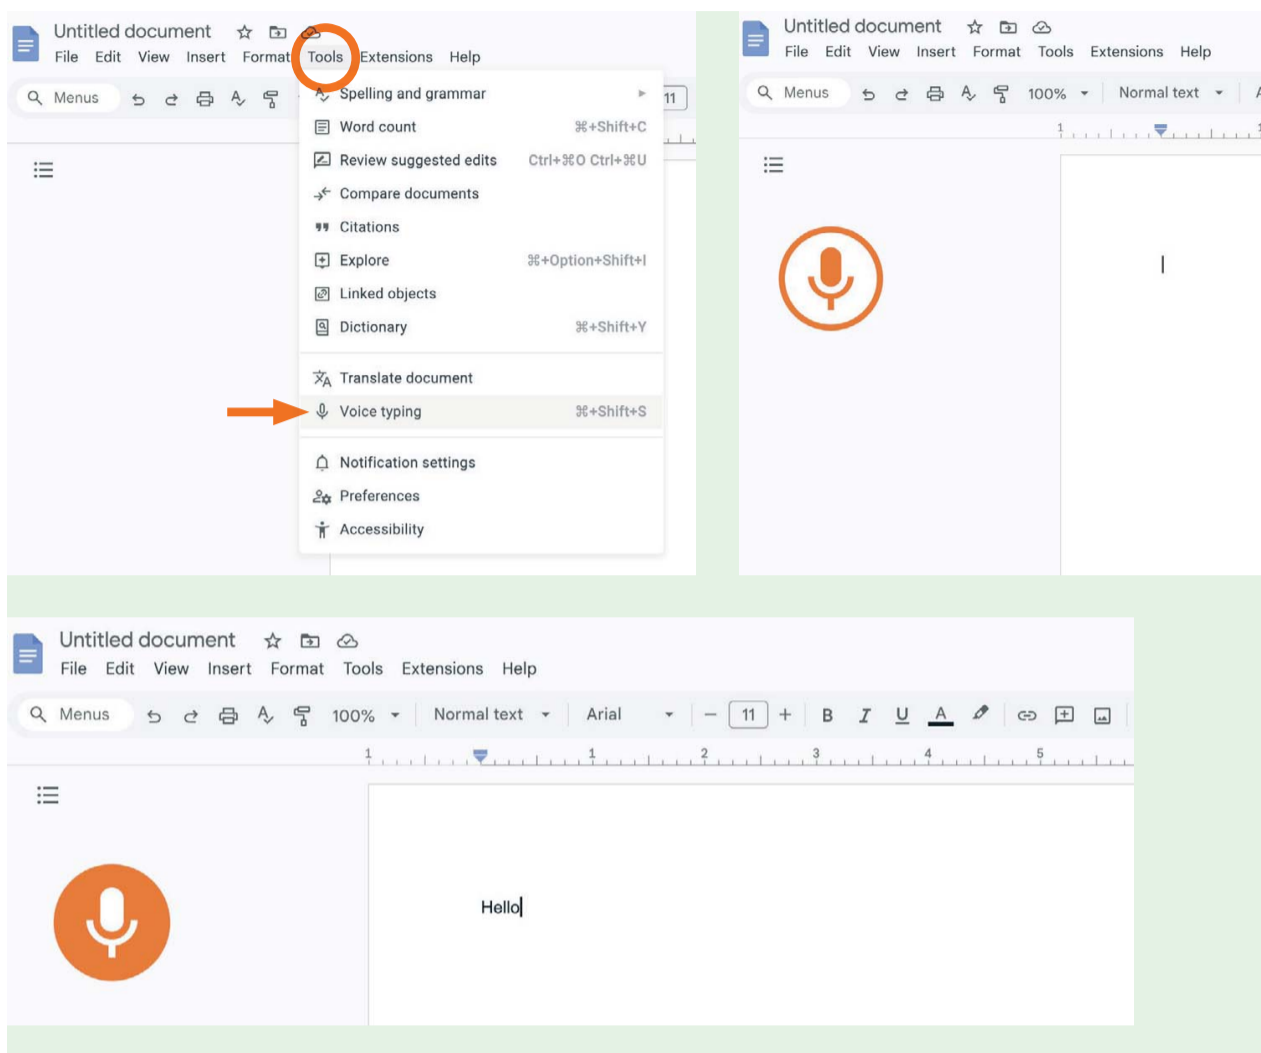 Untitled document
File Edit View Insert Format Tools Extensions Help
Menus
11
Spelling and grammar
Word count ⌘+Shift+C
Review suggested edits Ctrl+⌘O Ctrl+⌘U
Compare documents
Citations
Explore ⌘+Option+Shift+I
Linked objects
Dictionary ⌘+Shift+Y
Translate document
Voice typing ⌘+Shift+S
Notification settings
Preferences
Accessibility
Untitled document
File Edit View Insert Format Tools Extensions Help
Menus 100% Normal text
1 1
Untitled document
File Edit View Insert Format Tools Extensions Help
Menus 100% Normal text Arial – 11 + B I U A
1 1 2 3 4 5
Hello